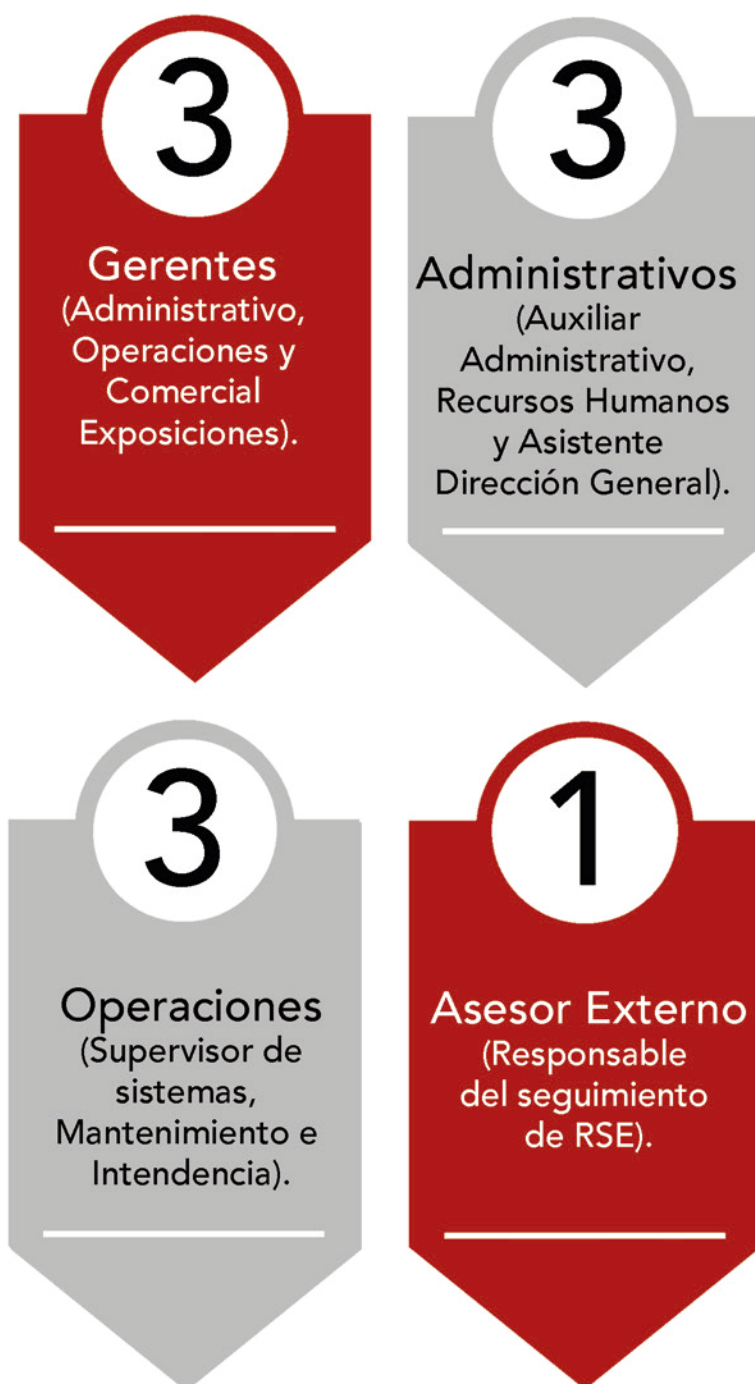 3
Gerentes
(Administrativo,
Operaciones y
Comercial
Exposiciones).
3
Administrativos
(Auxiliar
Administrativo,
Recursos Humanos
y Asistente
Dirección General).
3
Operaciones
(Supervisor de
sistemas,
Mantenimiento e
Intendencia).
1
Asesor Externo
(Responsable
del seguimiento
de RSE).